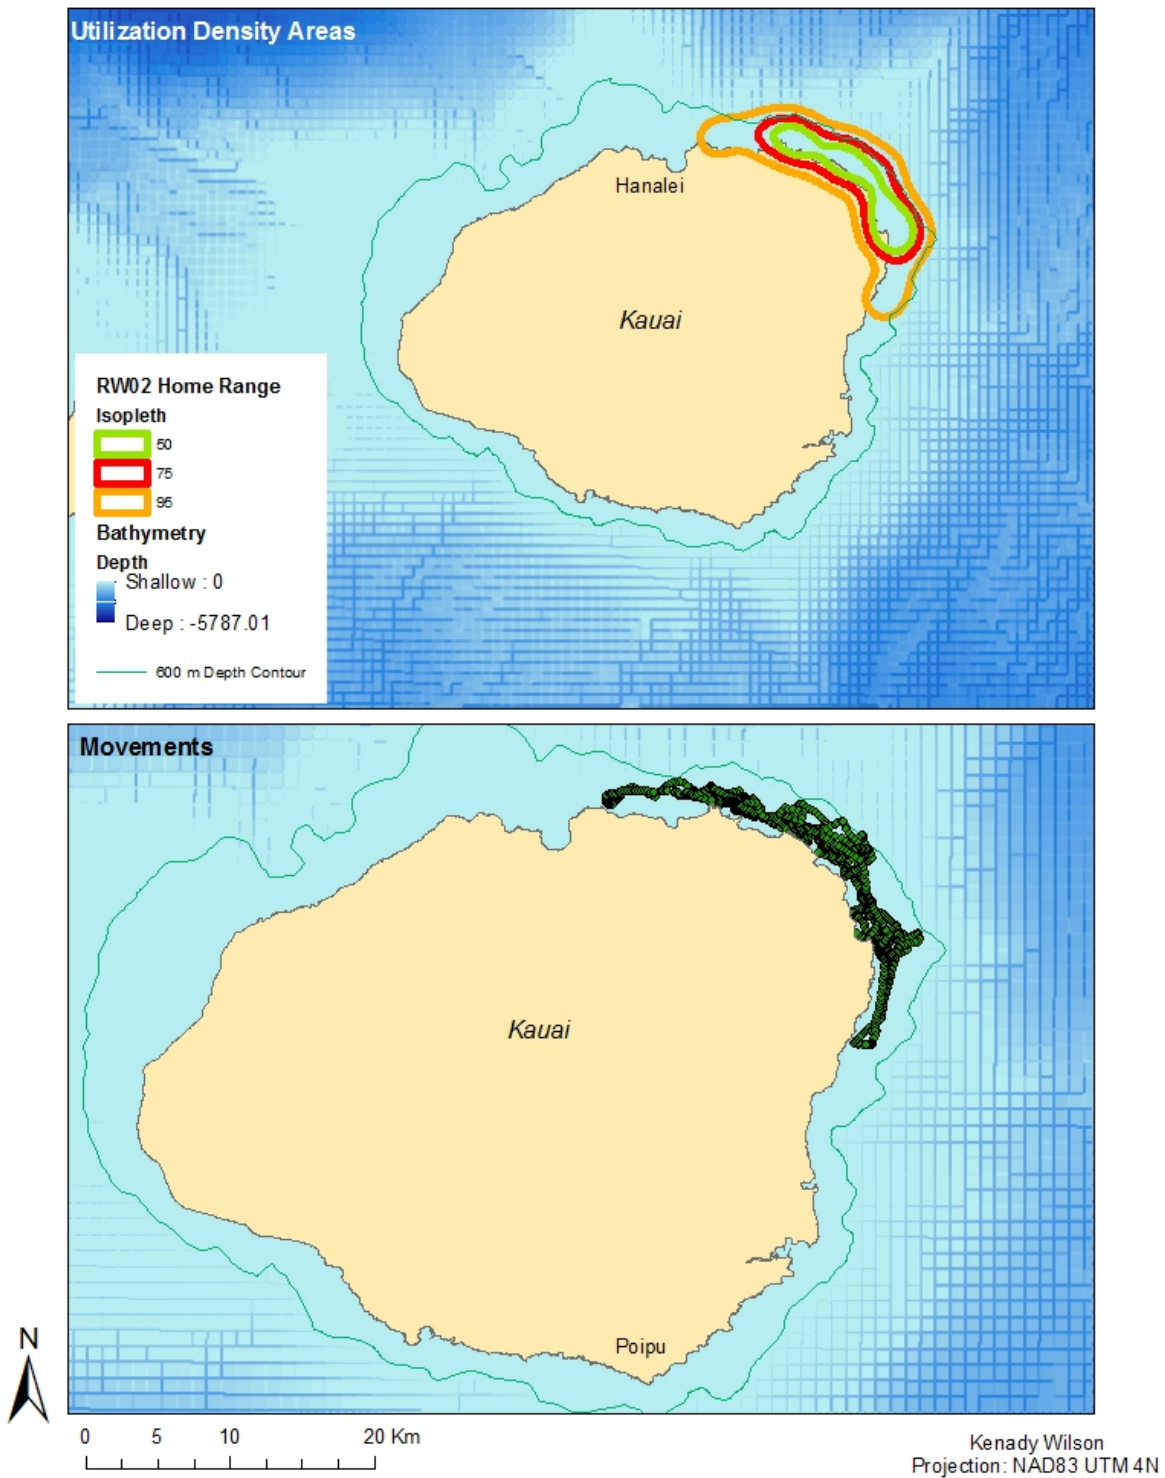 Utilization Density Areas
Hanalei
Kauai
RW02 Home Range
Isopleth
50
75
95
Bathymetry
Depth
Shallow : 0
Deep : -5787.01
600 m Depth Contour
Movements
Kauai
Poipu
N
0 5 10 20 Km
Kenady Wilson
Projection: NAD83 UTM 4N